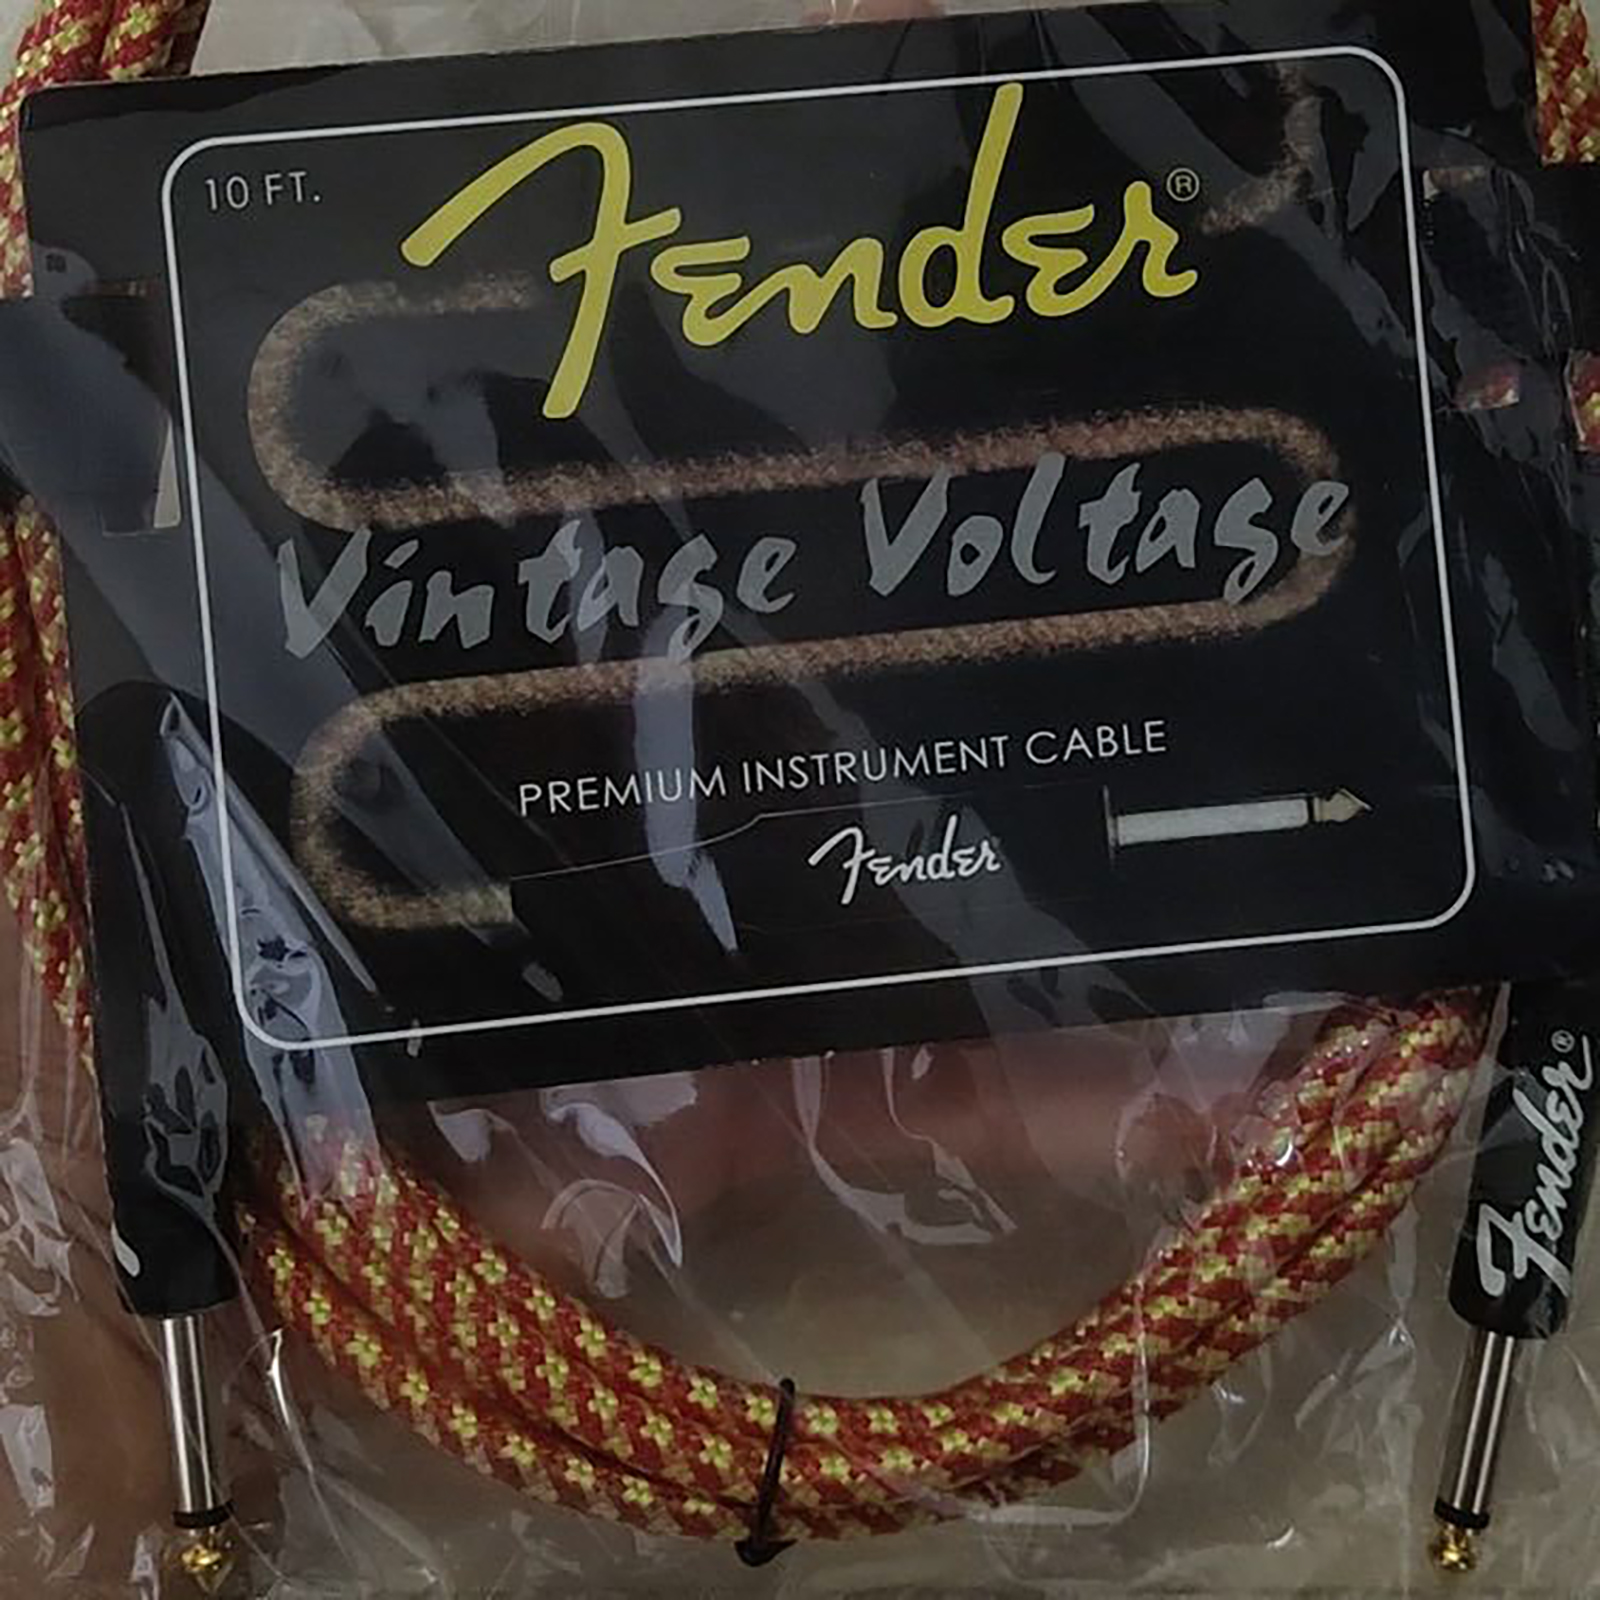 10 FT.
Fender®
Vintage Voltage
PREMIUM INSTRUMENT CABLE
Fender
Fender®